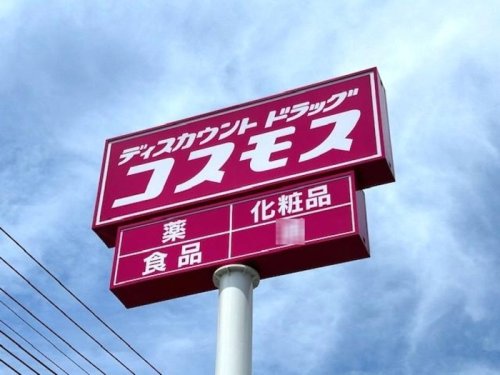 ディスカウント ドラッグ
コスモス
薬 化粧品
食品